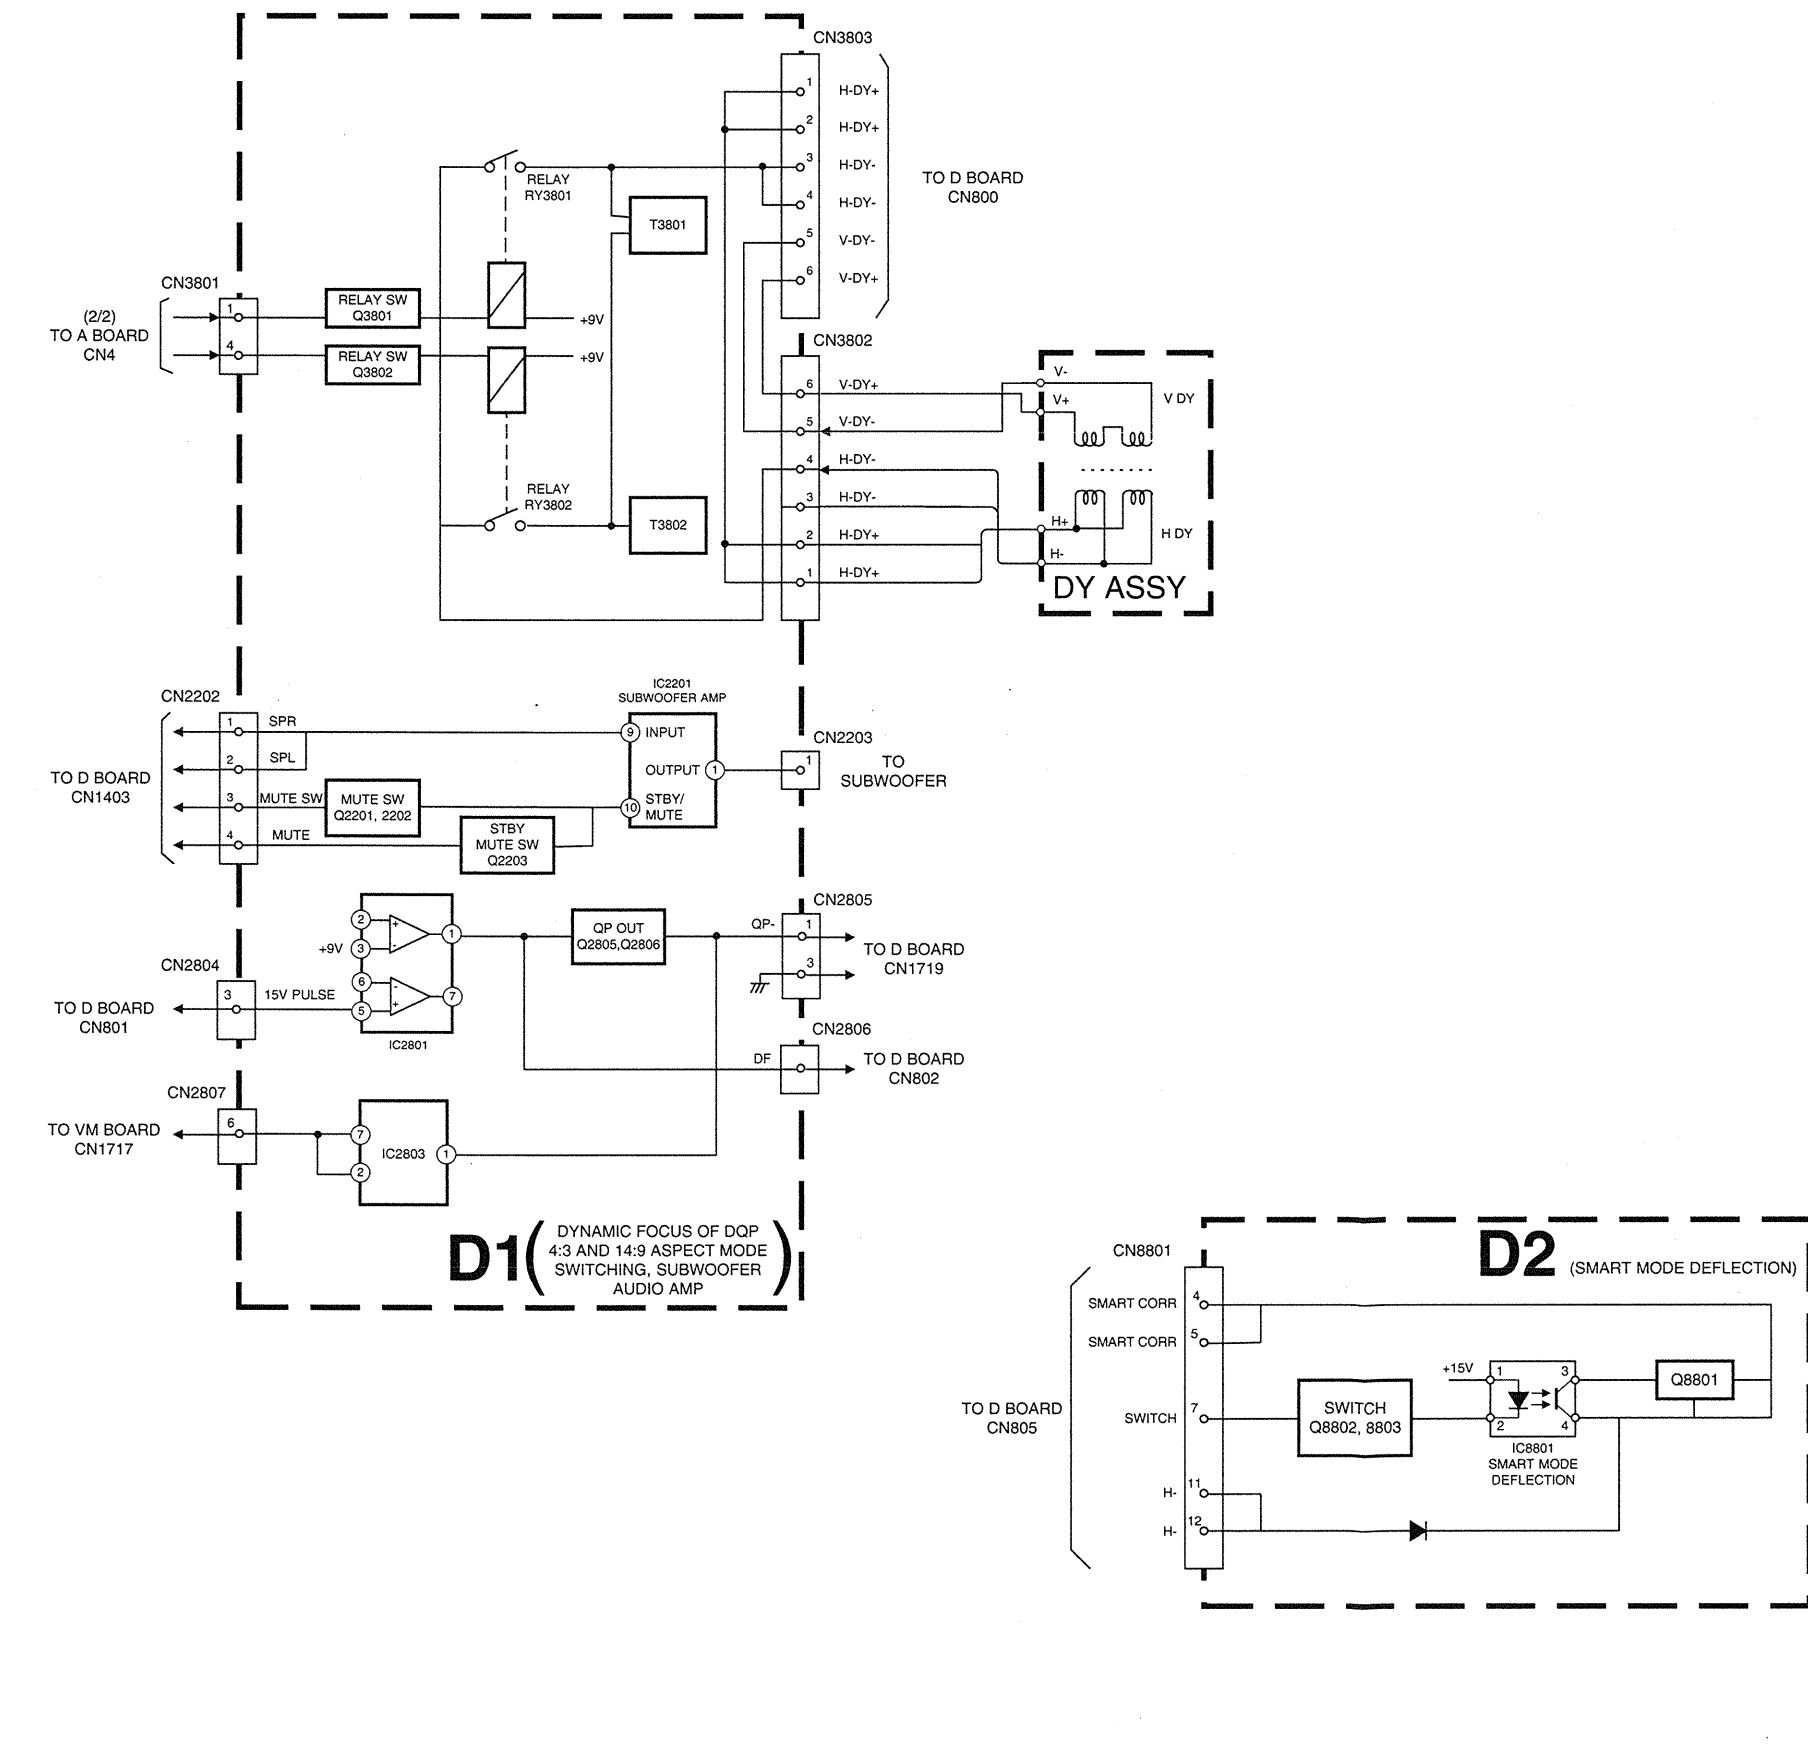 CN3803
1 H-DY+
2 H-DY+
3 H-DY-
4 H-DY-
5 V-DY-
6 V-DY+
TO D BOARD
CN800
RELAY
RY3801
T3801
CN3801
(2/2)
TO A BOARD
CN4
1
4
RELAY SW
Q3801
+9V
RELAY SW
Q3802
+9V
RELAY
RY3802
T3802
CN3802
6 V-DY+
5 V-DY-
4 H-DY-
3 H-DY-
2 H-DY+
1 H-DY+
V-
V+
V DY
H+
H-
H DY
DY ASSY
CN2202
TO D BOARD
CN1403
1 SPR
2 SPL
3 MUTE SW
4 MUTE
MUTE SW
Q2201, 2202
STBY
MUTE SW
Q2203
IC2201
SUBWOOFER AMP
9 INPUT
OUTPUT 1
10 STBY/
MUTE
CN2203
1
TO
SUBWOOFER
CN2804
TO D BOARD
CN801
3 15V PULSE
2 +
+9V 3 -
1
6 -
5 +
7
IC2801
QP OUT
Q2805,Q2806
CN2805
QP- 1
3
TO D BOARD
CN1719
CN2806
DF
TO D BOARD
CN802
CN2807
TO VM BOARD
CN1717
6
7
2
IC2803
1
D1
(DYNAMIC FOCUS OF DQP
4:3 AND 14:9 ASPECT MODE
SWITCHING, SUBWOOFER
AUDIO AMP)
D2 (SMART MODE DEFLECTION)
CN8801
TO D BOARD
CN805
SMART CORR 4
SMART CORR 5
SWITCH 7
H- 11
H- 12
SWITCH
Q8802, 8803
+15V
1
2
3
4
IC8801
SMART MODE
DEFLECTION
Q8801